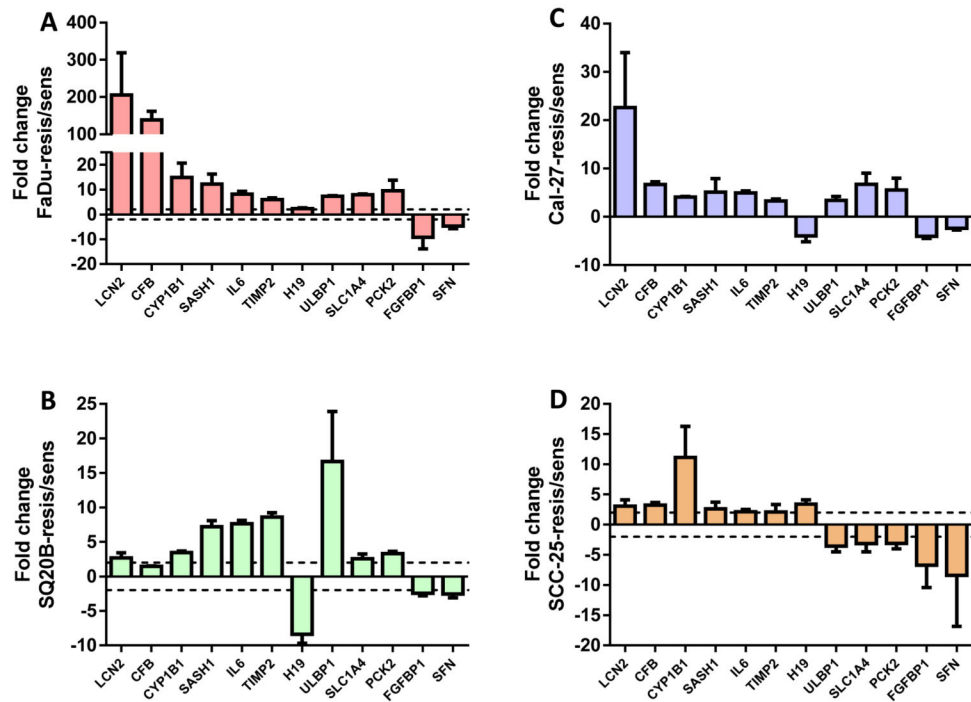 A
Fold change
FaDu-resis/sens
400
300
200
100
20
10
0
-10
-20
LCN2 CFB CYP1B1 SASH1 IL6 TIMP2 H19 ULBP1 SLC1A4 PCK2 FGFBP1 SFN
C
Fold change
Cal-27-resis/sens
40
30
20
10
0
-10
LCN2 CFB CYP1B1 SASH1 IL6 TIMP2 H19 ULBP1 SLC1A4 PCK2 FGFBP1 SFN
B
Fold change
SQ20B-resis/sens
25
20
15
10
5
0
-5
-10
LCN2 CFB CYP1B1 SASH1 IL6 TIMP2 H19 ULBP1 SLC1A4 PCK2 FGFBP1 SFN
D
Fold change
SCC-25-resis/sens
20
15
10
5
0
-5
-10
-15
-20
LCN2 CFB CYP1B1 SASH1 IL6 TIMP2 H19 ULBP1 SLC1A4 PCK2 FGFBP1 SFN